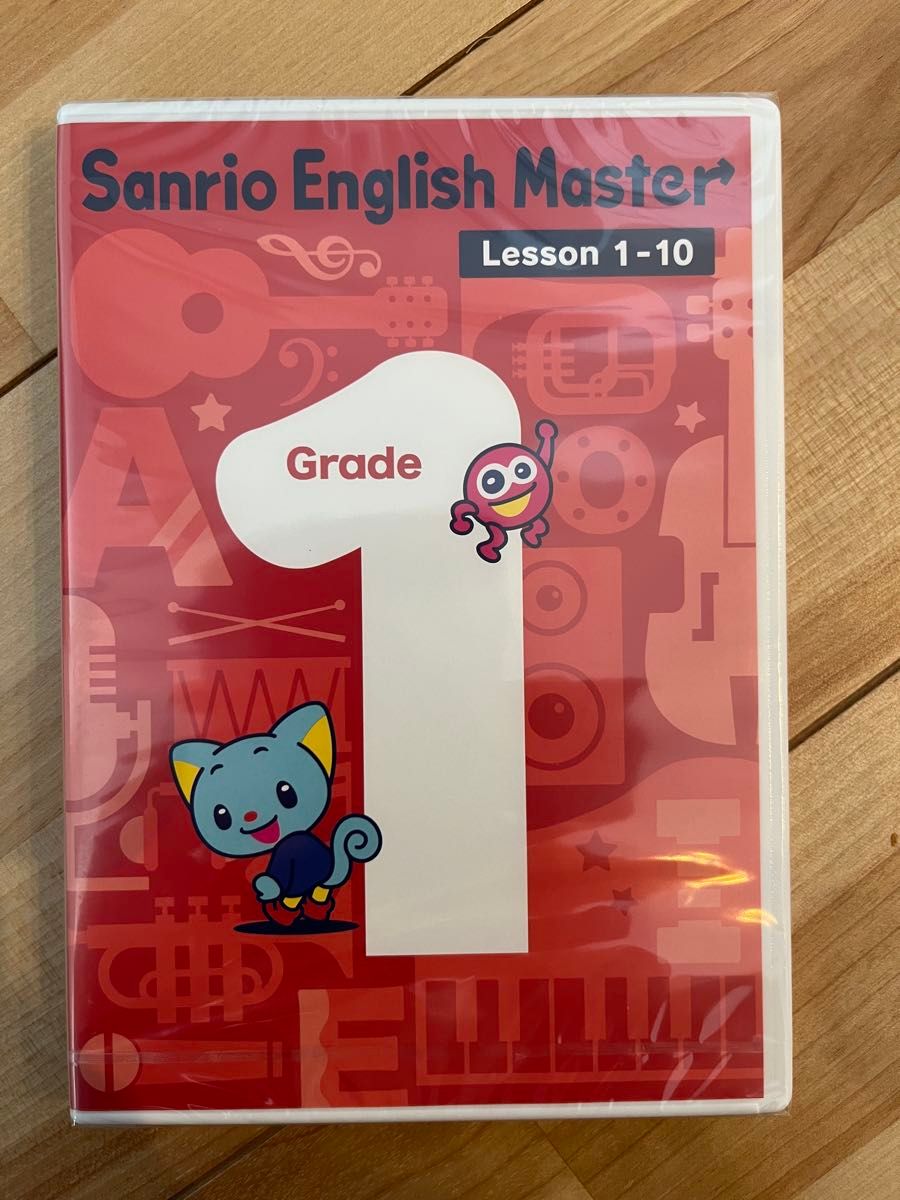 Sanrio English Master
Lesson 1-10
Grade
1
A
E